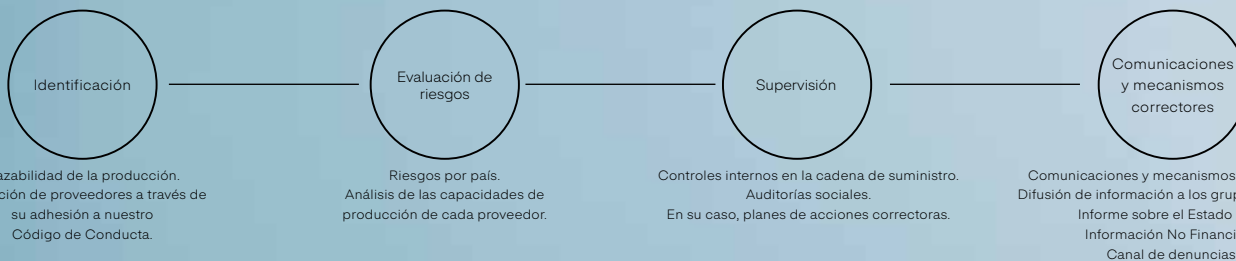 Identificación
Evaluación de
riesgos
Supervisión
Comunicaciones
y mecanismos
correctores
azabilidad de la producción.
ción de proveedores a través de
su adhesión a nuestro
Código de Conducta.
Riesgos por país.
Análisis de las capacidades de
producción de cada proveedor.
Controles internos en la cadena de suministro.
Auditorías sociales.
En su caso, planes de acciones correctoras.
Comunicaciones y mecanismos
Difusión de información a los grup
Informe sobre el Estado
Información No Financi
Canal de denuncias